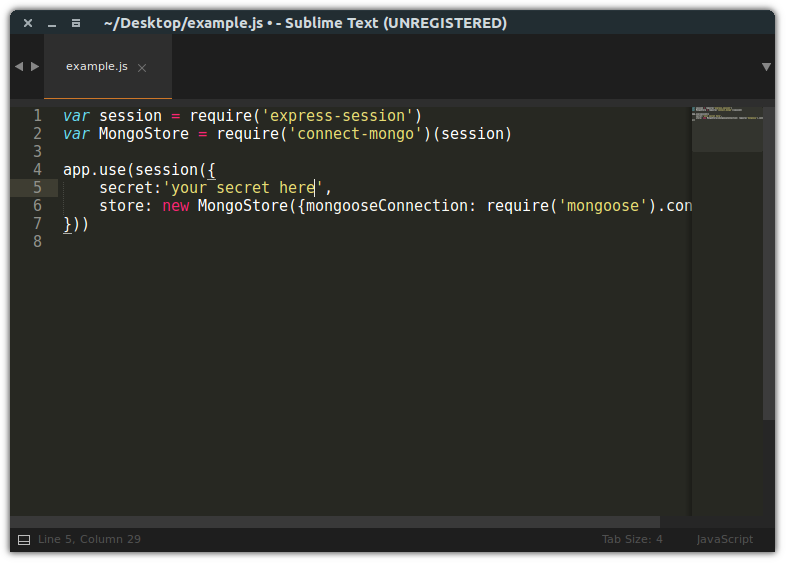 ~/Desktop/example.js • - Sublime Text (UNREGISTERED)
example.js
1 var session = require('express-session')
2 var MongoStore = require('connect-mongo')(session)
3
4 app.use(session({
5     secret:'your secret here',
6     store: new MongoStore({mongooseConnection: require('mongoose').con
7 }))
8
Line 5, Column 29
Tab Size: 4
JavaScript